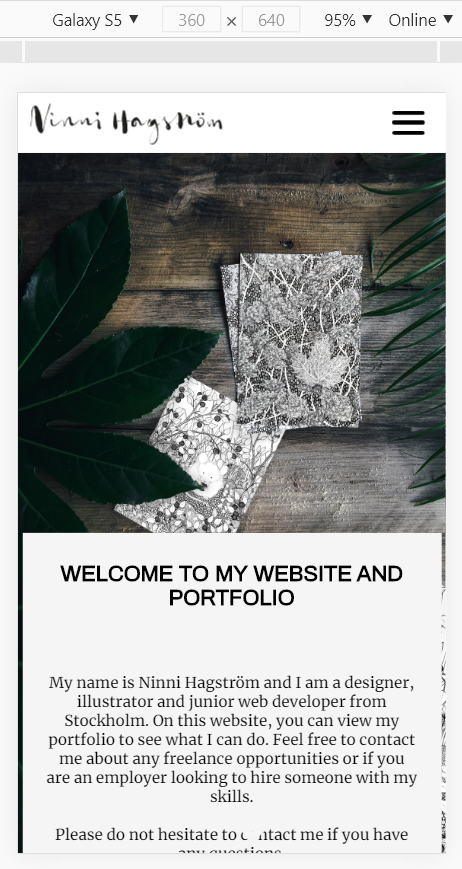 Galaxy S5 ▼ 360 × 640 95% ▼ Online ▼
Ninni Hagström
WELCOME TO MY WEBSITE AND
PORTFOLIO
My name is Ninni Hagström and I am a designer,
illustrator and junior web developer from
Stockholm. On this website, you can view my
portfolio to see what I can do. Feel free to contact
me about any freelance opportunities or if you
are an employer looking to hire someone with my
skills.
Please do not hesitate to contact me if you have
any questions.